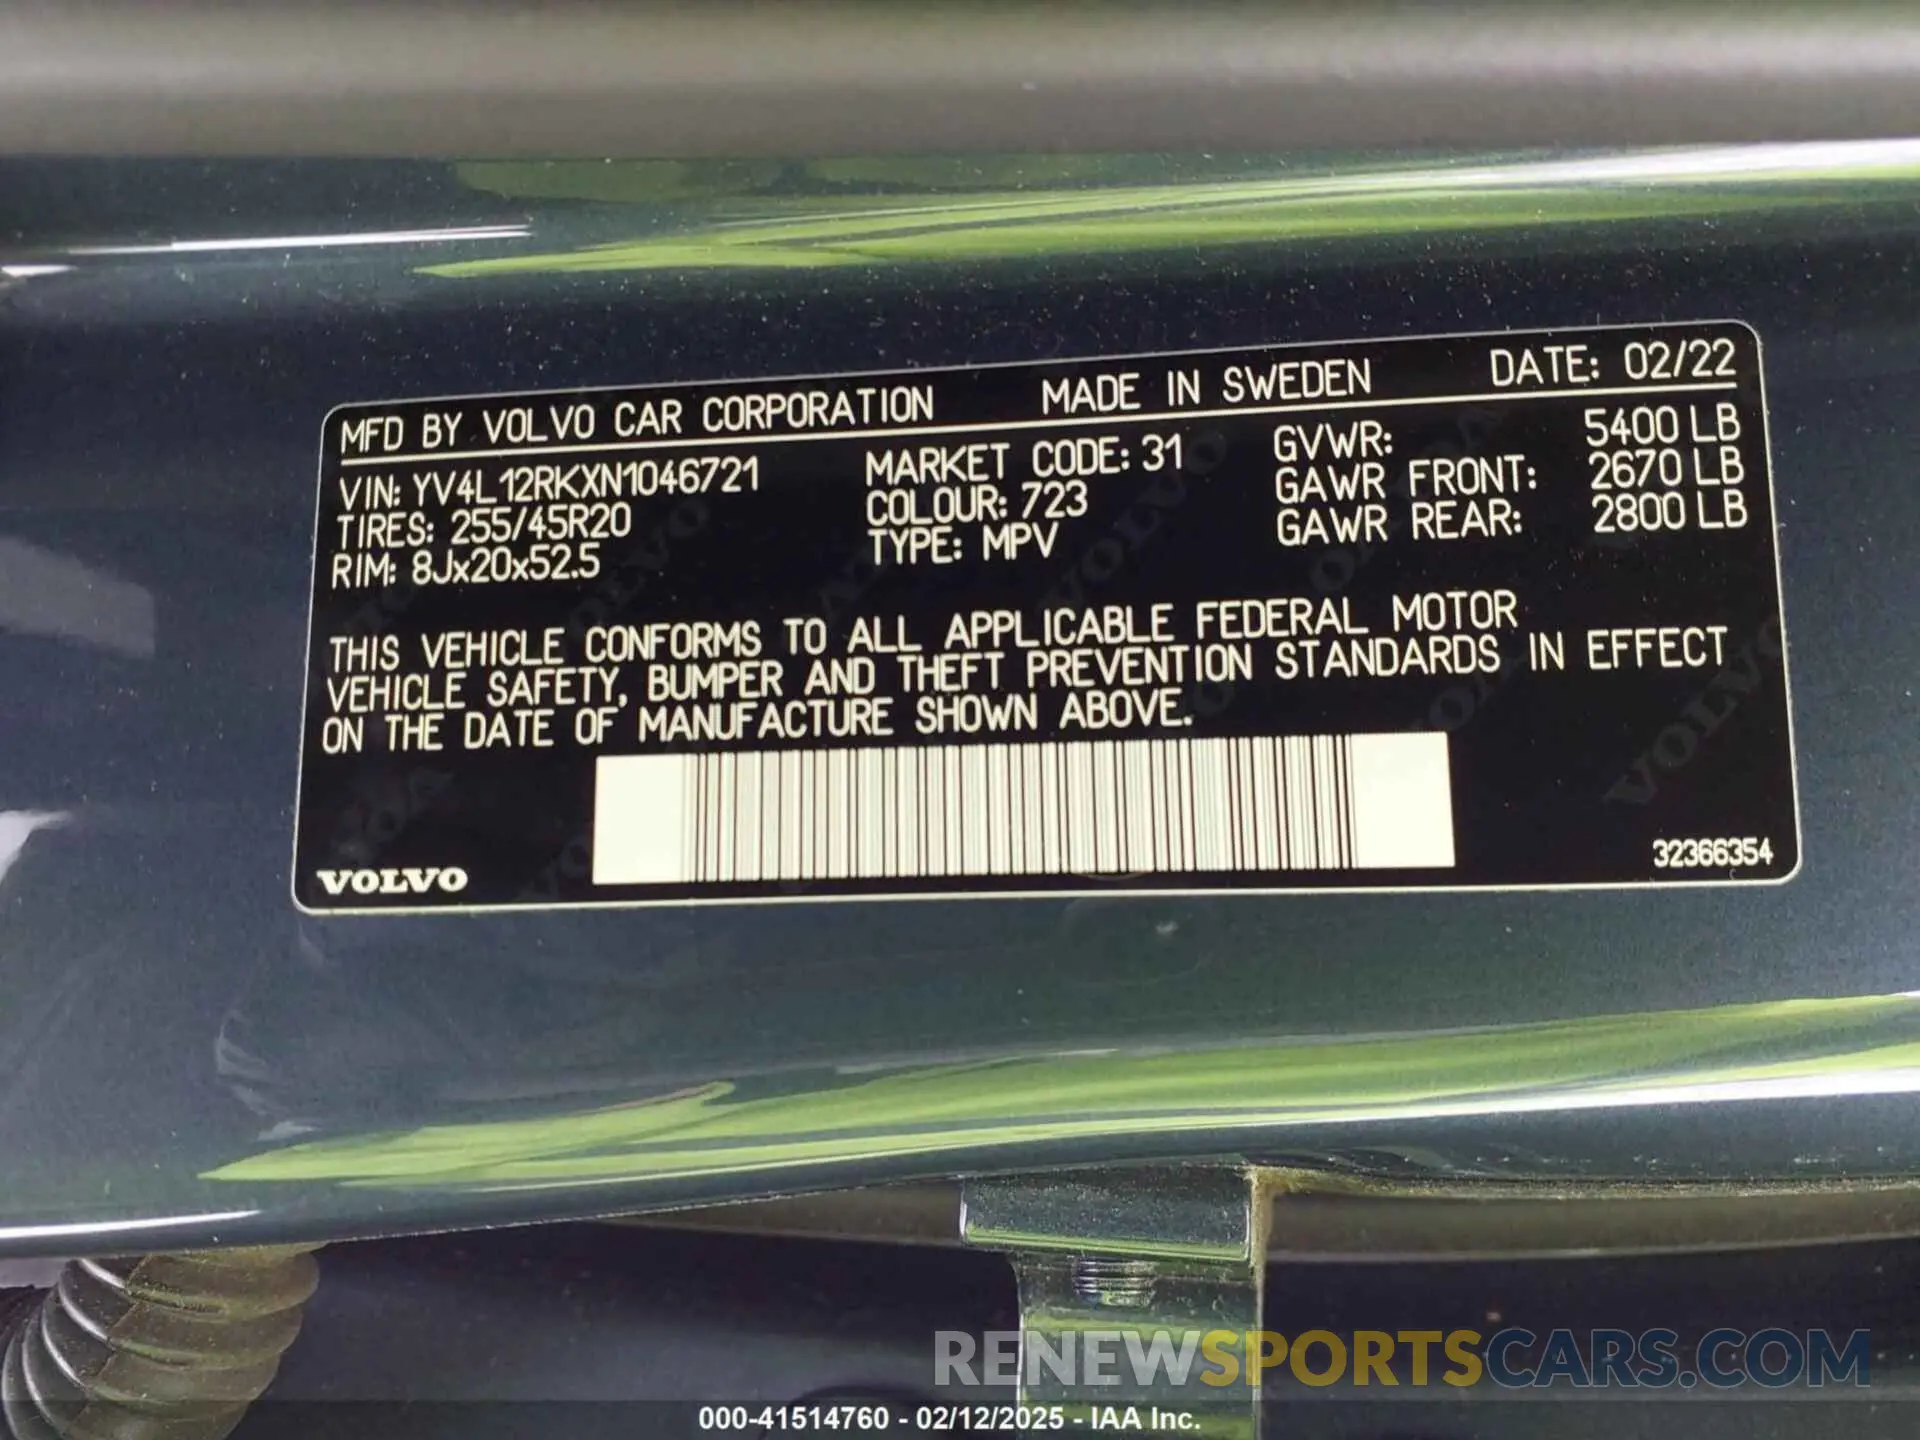 MFD BY VOLVO CAR CORPORATION MADE IN SWEDEN DATE: 02/22
VIN: YV4L12RKXN1046721 MARKET CODE: 31 GVWR: 5400 LB
TIRES: 255/45R20 COLOUR: 723 GAWR FRONT: 2670 LB
RIM: 8Jx20x52.5 TYPE: MPV GAWR REAR: 2800 LB
THIS VEHICLE CONFORMS TO ALL APPLICABLE FEDERAL MOTOR
VEHICLE SAFETY, BUMPER AND THEFT PREVENTION STANDARDS IN EFFECT
ON THE DATE OF MANUFACTURE SHOWN ABOVE.
VOLVO 32366354
RENEWSPORTSCARS.COM
000-41514760 - 02/12/2025 - IAA Inc.